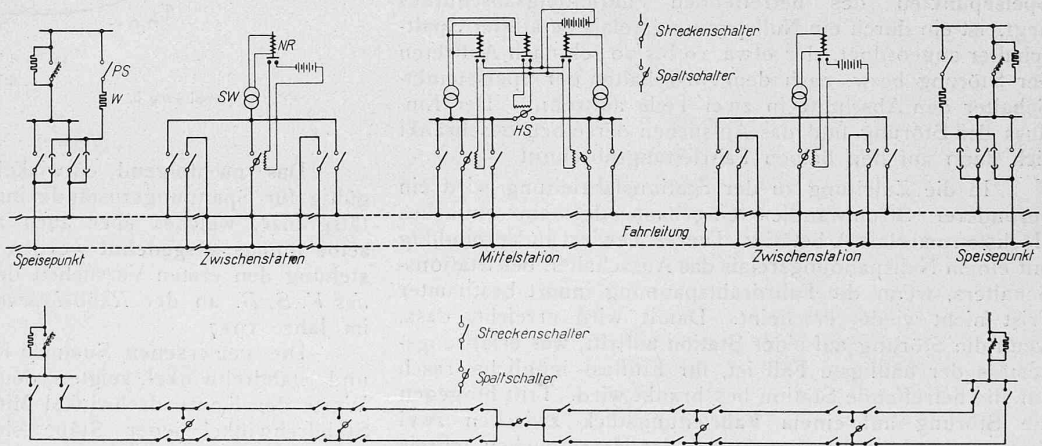 NR
Streckenschalter
PS
Spaltschalter
W
SW
HS
Fahrleitung
Speisepunkt
Zwischenstation
Mittelstation
Zwischenstation
Speisepunkt
Streckenschalter
Spaltschalter